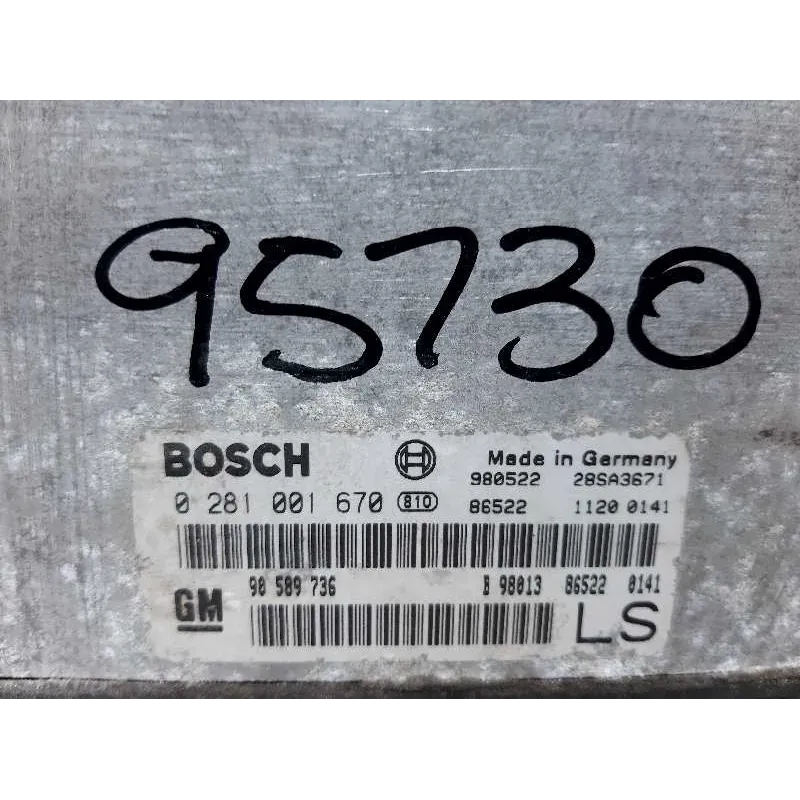 95730
BOSCH Made in Germany
980522 28SA3671
0 281 001 670 810 86522 1120 0141
GM 90 589 736 B 98013 86522 0141
LS